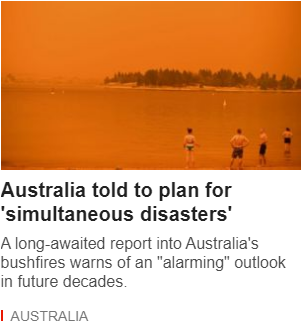 Australia told to plan for
'simultaneous disasters'
A long-awaited report into Australia's
bushfires warns of an "alarming" outlook
in future decades.
AUSTRALIA